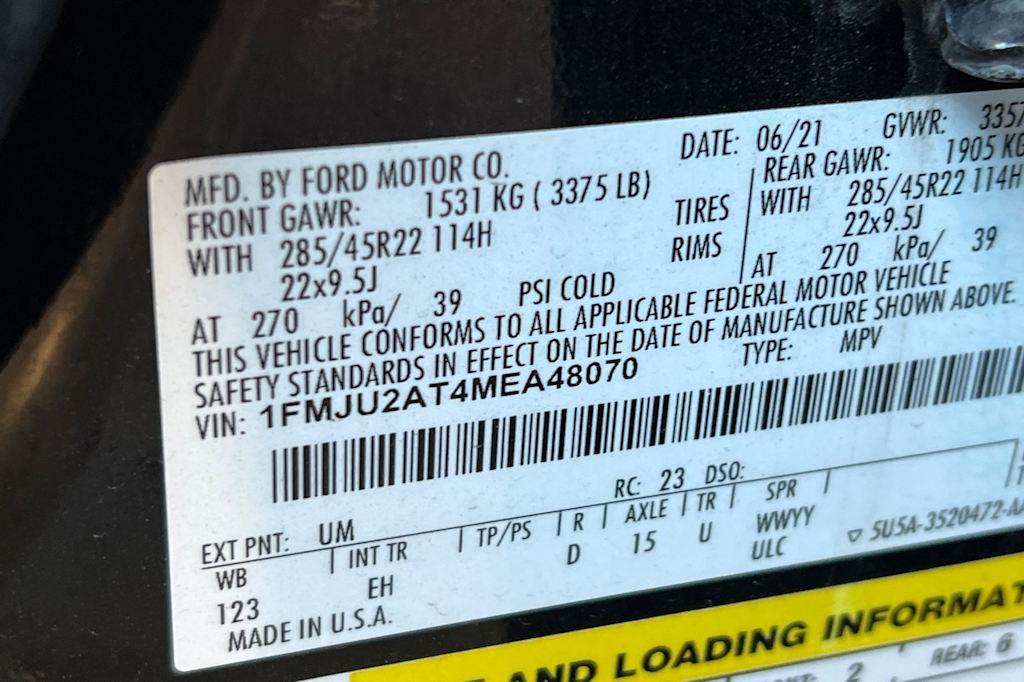 MFD. BY FORD MOTOR CO.
DATE: 06/21 GVWR: 3357
FRONT GAWR: 1531 KG ( 3375 LB)
REAR GAWR: 1905 KG
WITH 285/45R22 114H TIRES
WITH 285/45R22 114H
22x9.5J RIMS
22x9.5J
AT 270 kPa/ 39 PSI COLD
AT 270 kPa/ 39
THIS VEHICLE CONFORMS TO ALL APPLICABLE FEDERAL MOTOR VEHICLE
SAFETY STANDARDS IN EFFECT ON THE DATE OF MANUFACTURE SHOWN ABOVE.
VIN: 1FMJU2AT4MEA48070 TYPE: MPV
EXT PNT: UM RC: 23 DSO:
WB INT TR TP/PS R AXLE TR SPR
123 EH D 15 U WWYY
ULC
5U5A-3520472-A
MADE IN U.S.A.
AND LOADING INFORMAT
2 REAR: 6